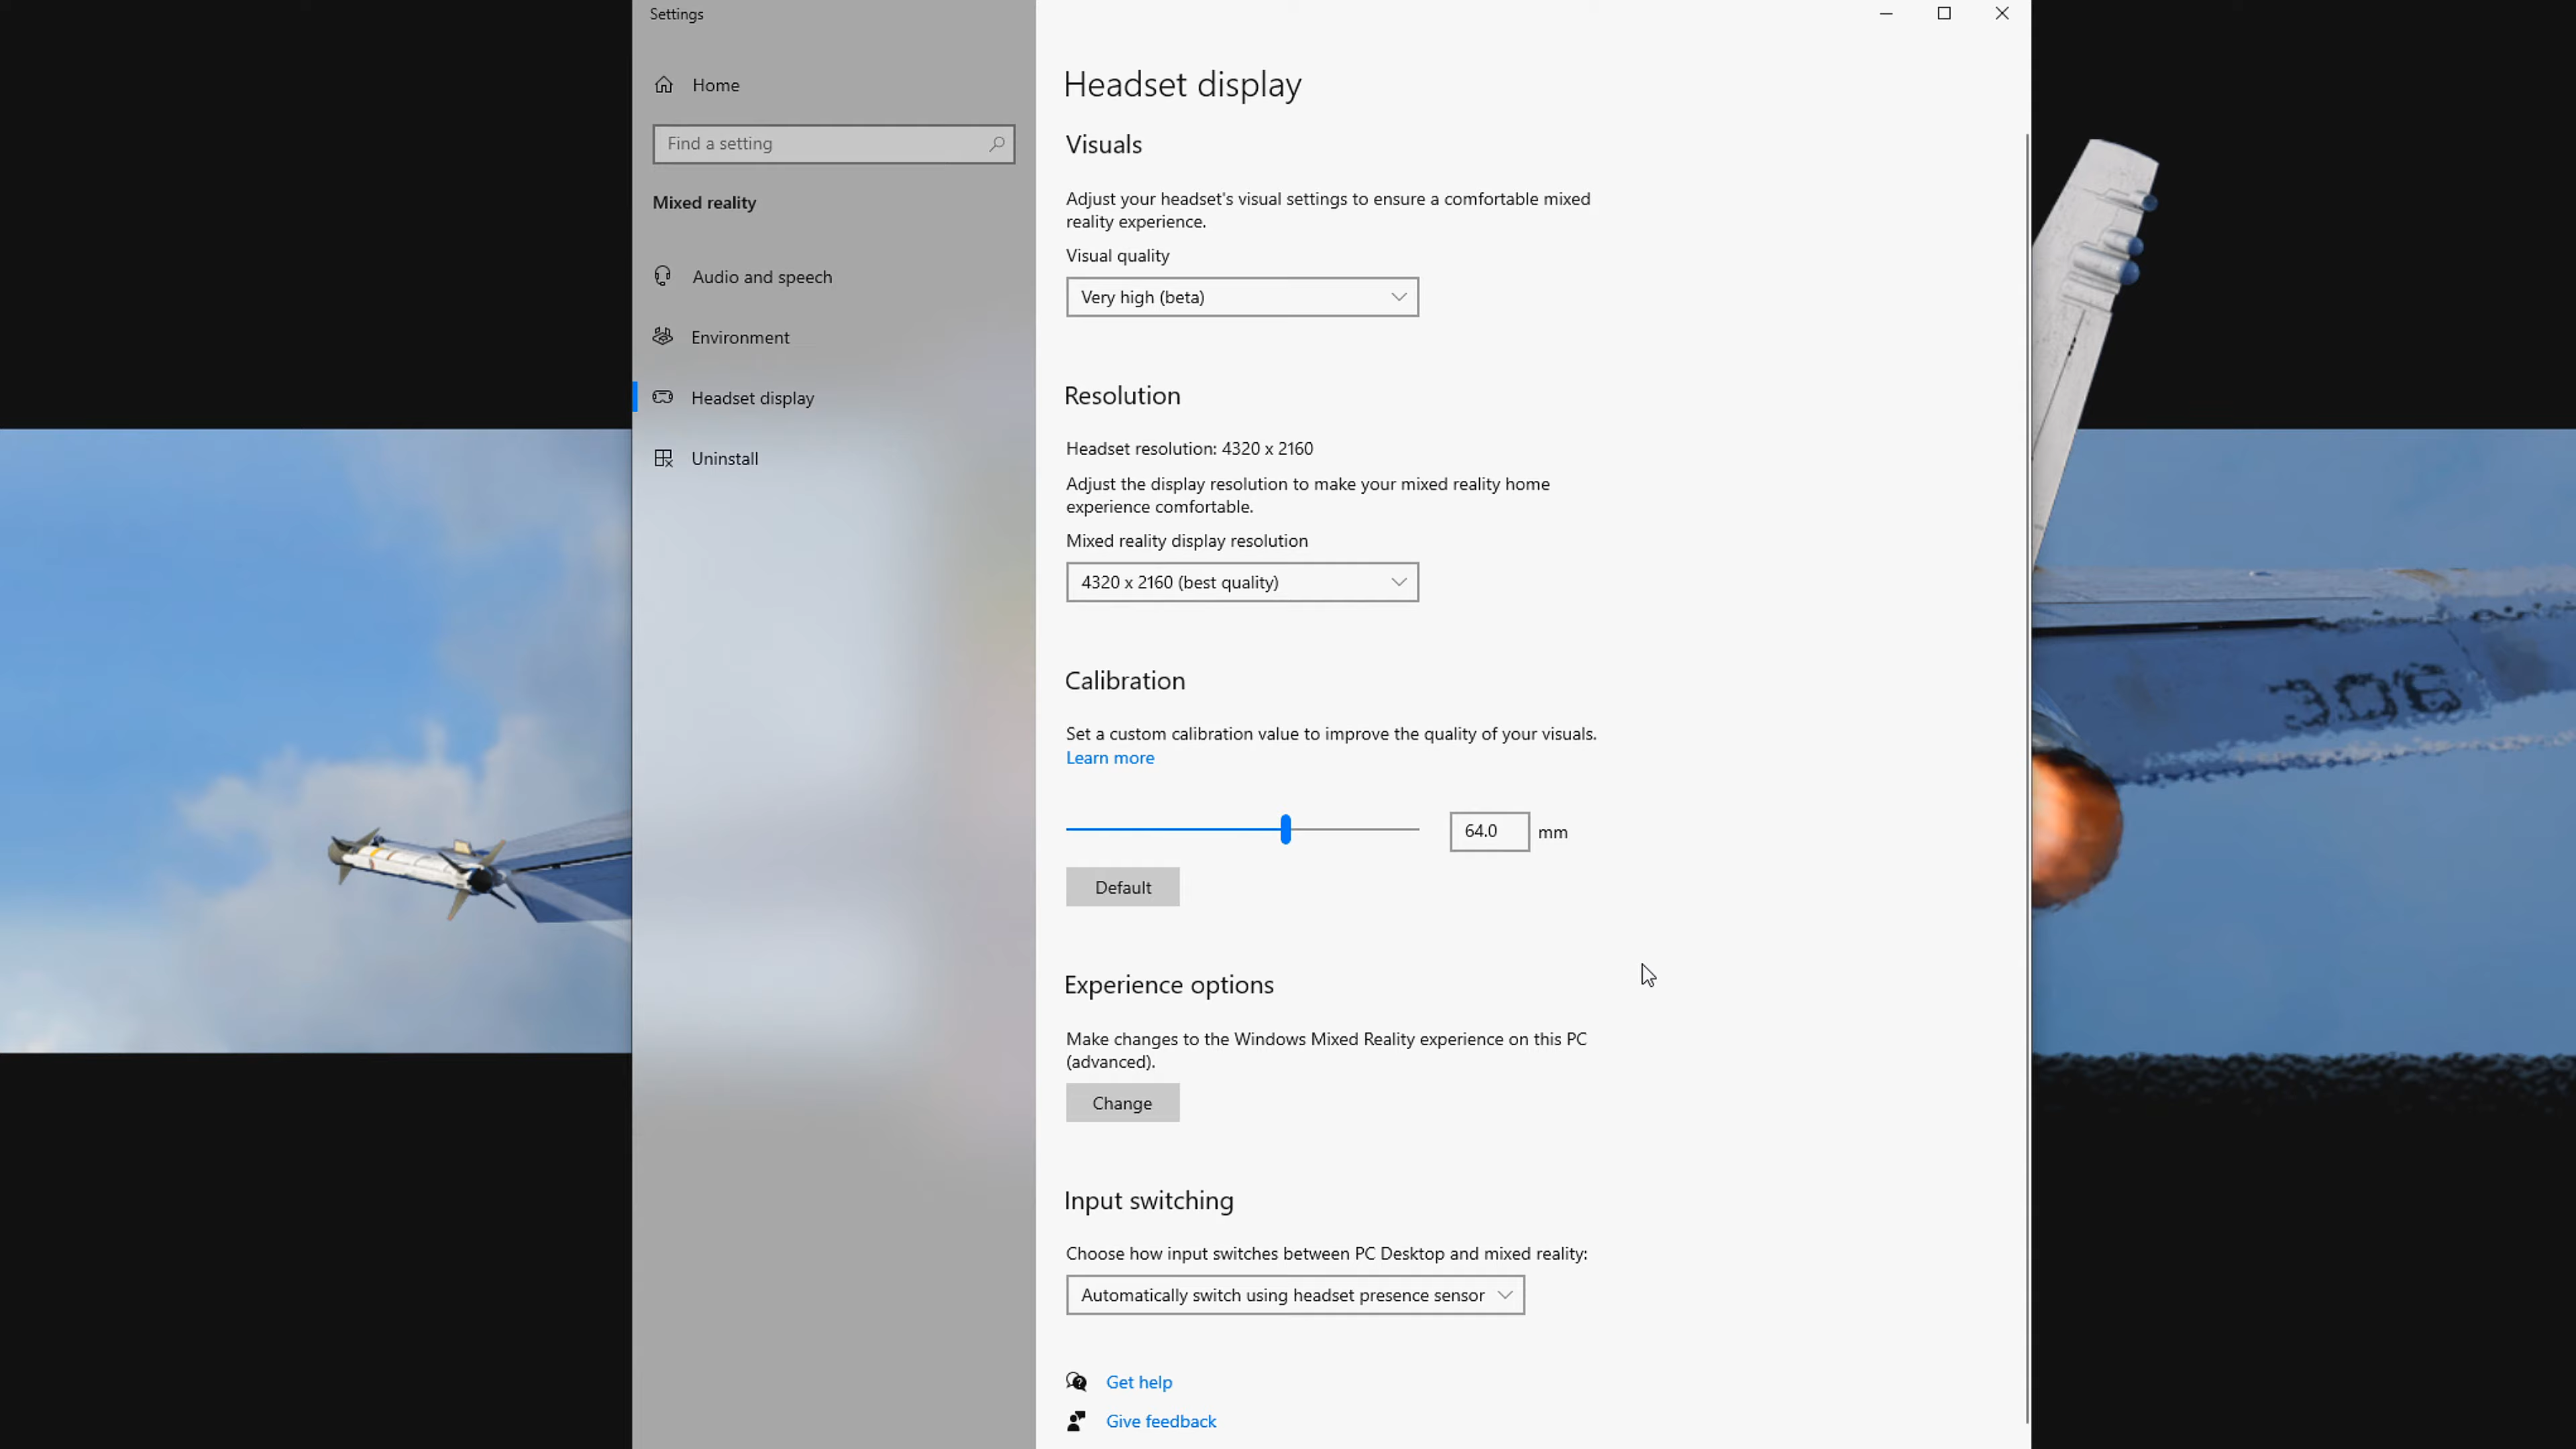 Settings
Home
Find a setting
Mixed reality
Audio and speech
Environment
Headset display
Uninstall
Headset display
Visuals
Adjust your headset's visual settings to ensure a comfortable mixed
reality experience.
Visual quality
Very high (beta)
Resolution
Headset resolution: 4320 x 2160
Adjust the display resolution to make your mixed reality home
experience comfortable.
Mixed reality display resolution
4320 x 2160 (best quality)
Calibration
Set a custom calibration value to improve the quality of your visuals.
Learn more
64.0 mm
Default
Experience options
Make changes to the Windows Mixed Reality experience on this PC
(advanced).
Change
Input switching
Choose how input switches between PC Desktop and mixed reality:
Automatically switch using headset presence sensor
Get help
Give feedback
306